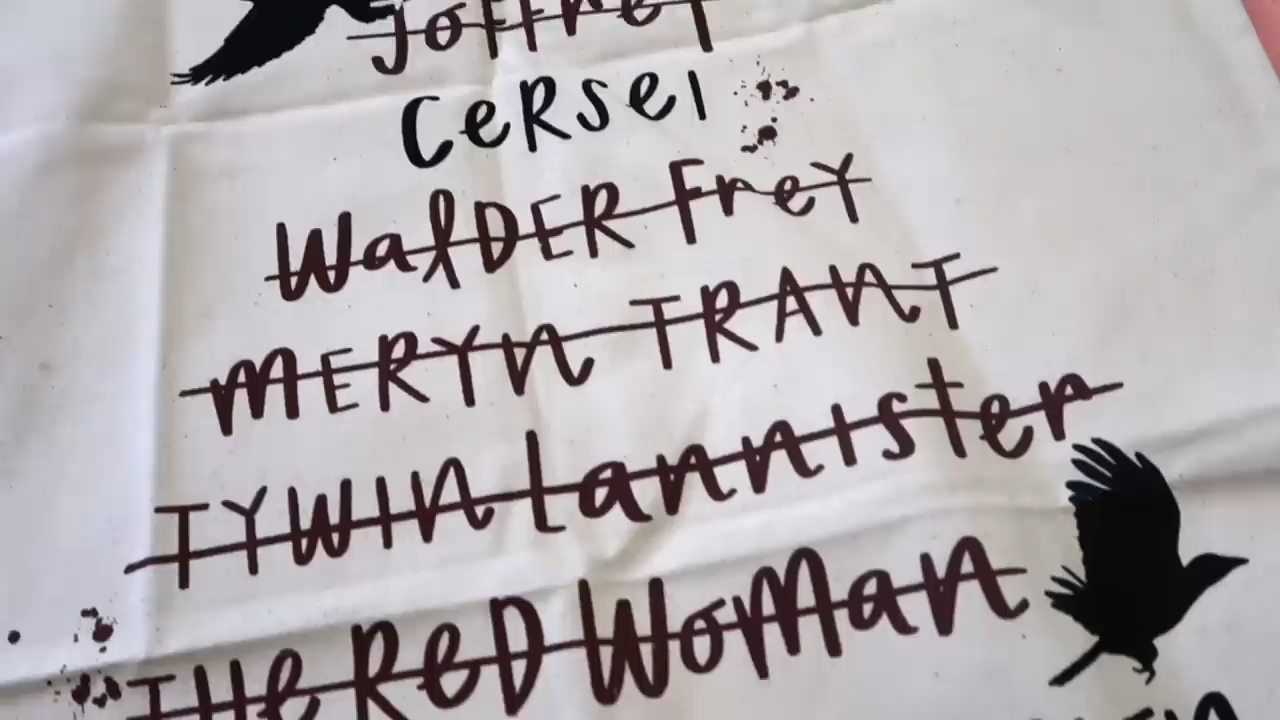 Joffrey
CeRSeI
WalDER FreY
MERYN TRANT
TYWIN Lannister
THe ReD WoMan